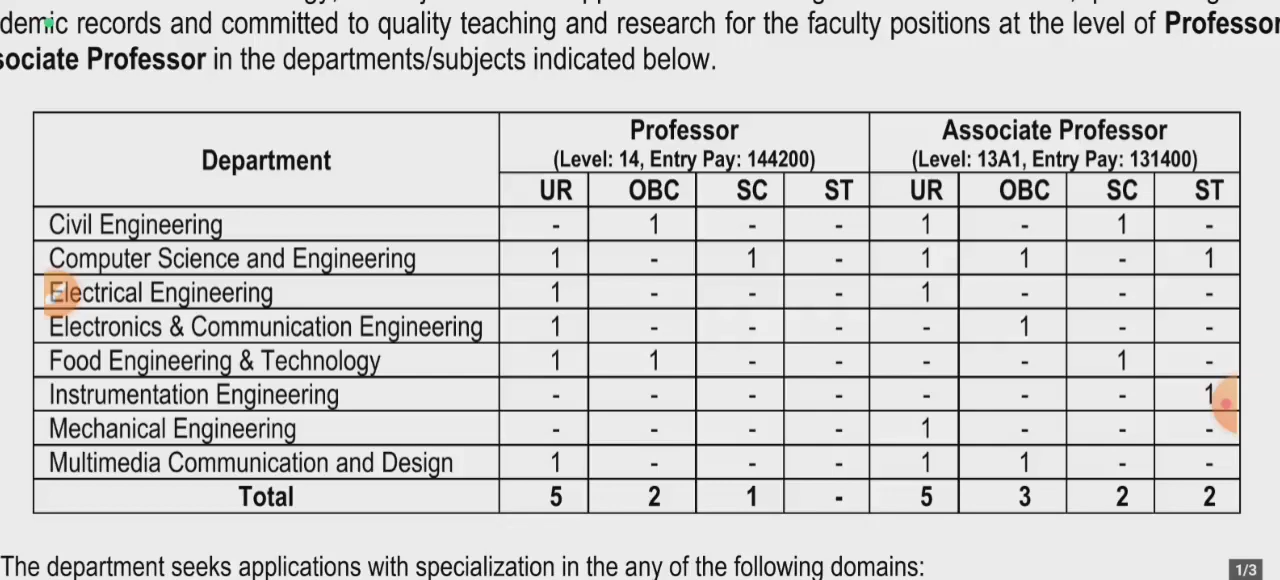 demic records and committed to quality teaching and research for the faculty positions at the level of Professor
sociate Professor in the departments/subjects indicated below.
Department Professor Associate Professor
(Level: 14, Entry Pay: 144200) (Level: 13A1, Entry Pay: 131400)
UR OBC SC ST UR OBC SC ST
Civil Engineering - 1 - - 1 - 1 -
Computer Science and Engineering 1 - 1 - 1 1 - 1
Electrical Engineering 1 - - - 1 - - -
Electronics & Communication Engineering 1 - - - - 1 - -
Food Engineering & Technology 1 1 - - - - 1 -
Instrumentation Engineering - - - - - - - 1
Mechanical Engineering - - - - 1 - - -
Multimedia Communication and Design 1 - - - 1 1 - -
Total 5 2 1 - 5 3 2 2
The department seeks applications with specialization in the any of the following domains:
1/3